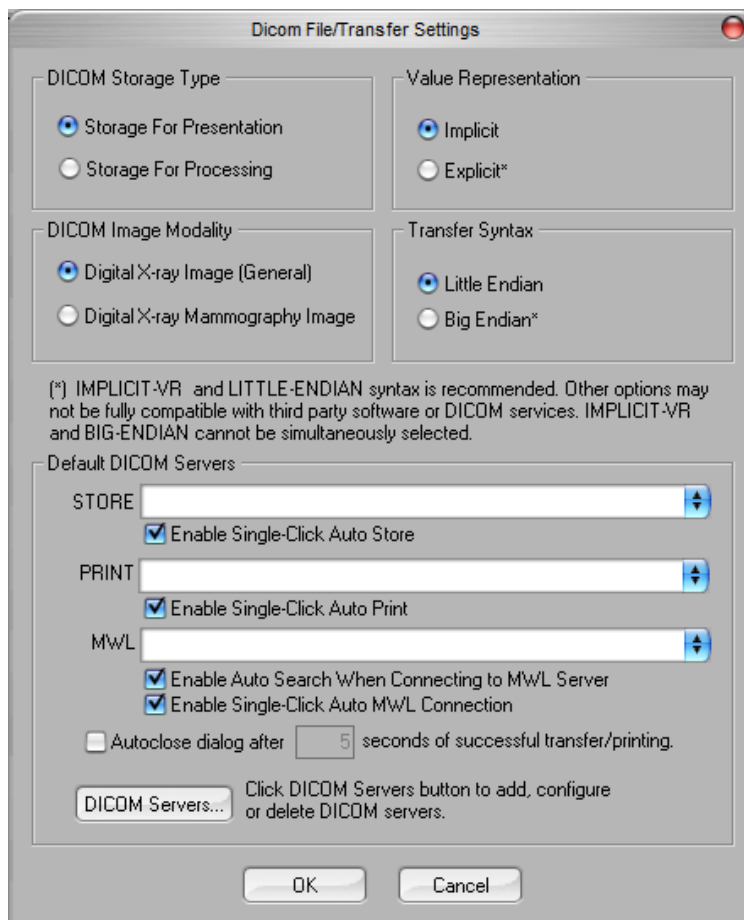 Dicom File/Transfer Settings
DICOM Storage Type
Storage For Presentation
Storage For Processing
Value Representation
Implicit
Explicit*
DICOM Image Modality
Digital X-ray Image (General)
Digital X-ray Mammography Image
Transfer Syntax
Little Endian
Big Endian*
(*) IMPLICIT-VR and LITTLE-ENDIAN syntax is recommended. Other options may
not be fully compatible with third party software or DICOM services. IMPLICIT-VR
and BIG-ENDIAN cannot be simultaneously selected.
Default DICOM Servers
STORE
Enable Single-Click Auto Store
PRINT
Enable Single-Click Auto Print
MWL
Enable Auto Search When Connecting to MWL Server
Enable Single-Click Auto MWL Connection
Autoclose dialog after 5 seconds of successful transfer/printing.
DICOM Servers...
Click DICOM Servers button to add, configure
or delete DICOM servers.
OK
Cancel